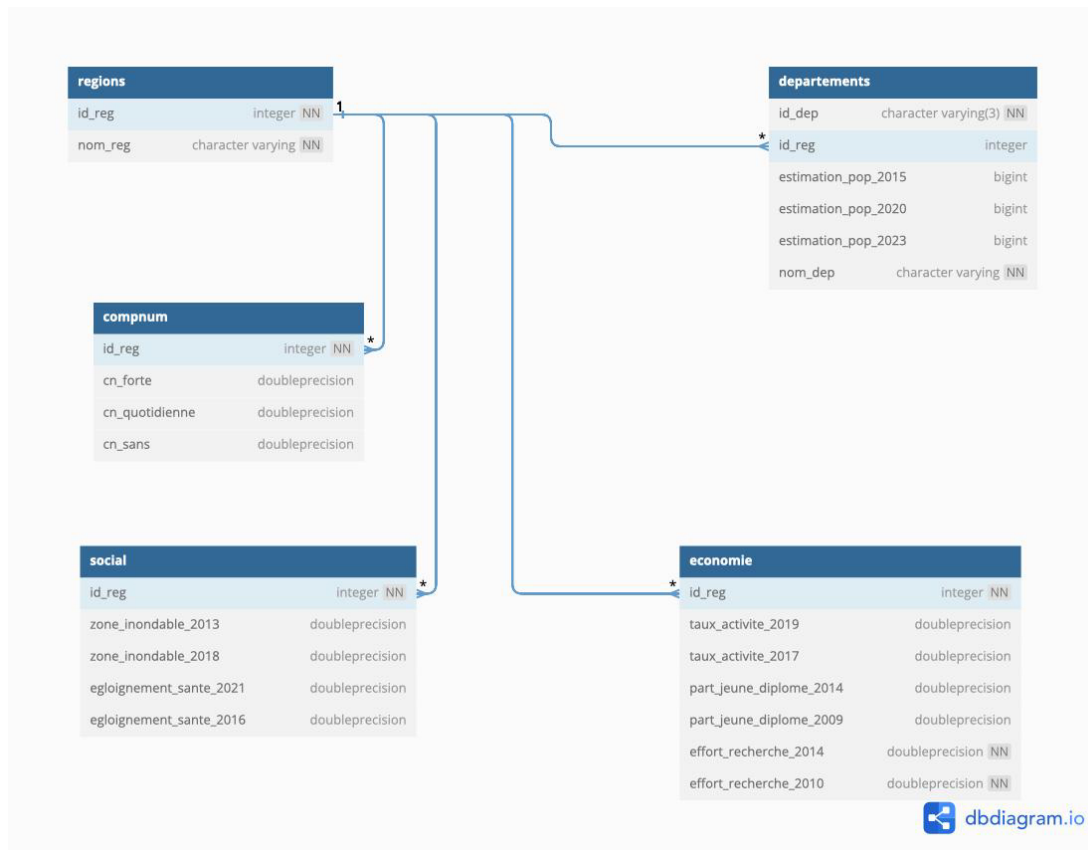 regions
id_reg integer NN
nom_reg character varying NN
1
departements
id_dep character varying(3) NN
* id_reg integer
estimation_pop_2015 bigint
estimation_pop_2020 bigint
estimation_pop_2023 bigint
nom_dep character varying NN
compnum
id_reg integer NN *
cn_forte doubleprecision
cn_quotidienne doubleprecision
cn_sans doubleprecision
social
id_reg integer NN *
zone_inondable_2013 doubleprecision
zone_inondable_2018 doubleprecision
egloignement_sante_2021 doubleprecision
egloignement_sante_2016 doubleprecision
economie
* id_reg integer NN
taux_activite_2019 doubleprecision
taux_activite_2017 doubleprecision
part_jeune_diplome_2014 doubleprecision
part_jeune_diplome_2009 doubleprecision
effort_recherche_2014 doubleprecision NN
effort_recherche_2010 doubleprecision NN
dbdiagram.io